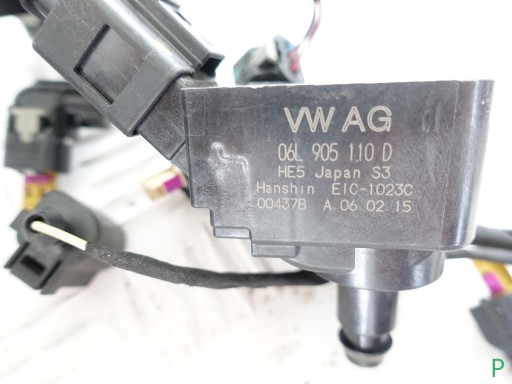 VW AG
06L 905 110 D
HE5 Japan S3
Hanshin EIC-1023C
00437B A.06.02.15
P